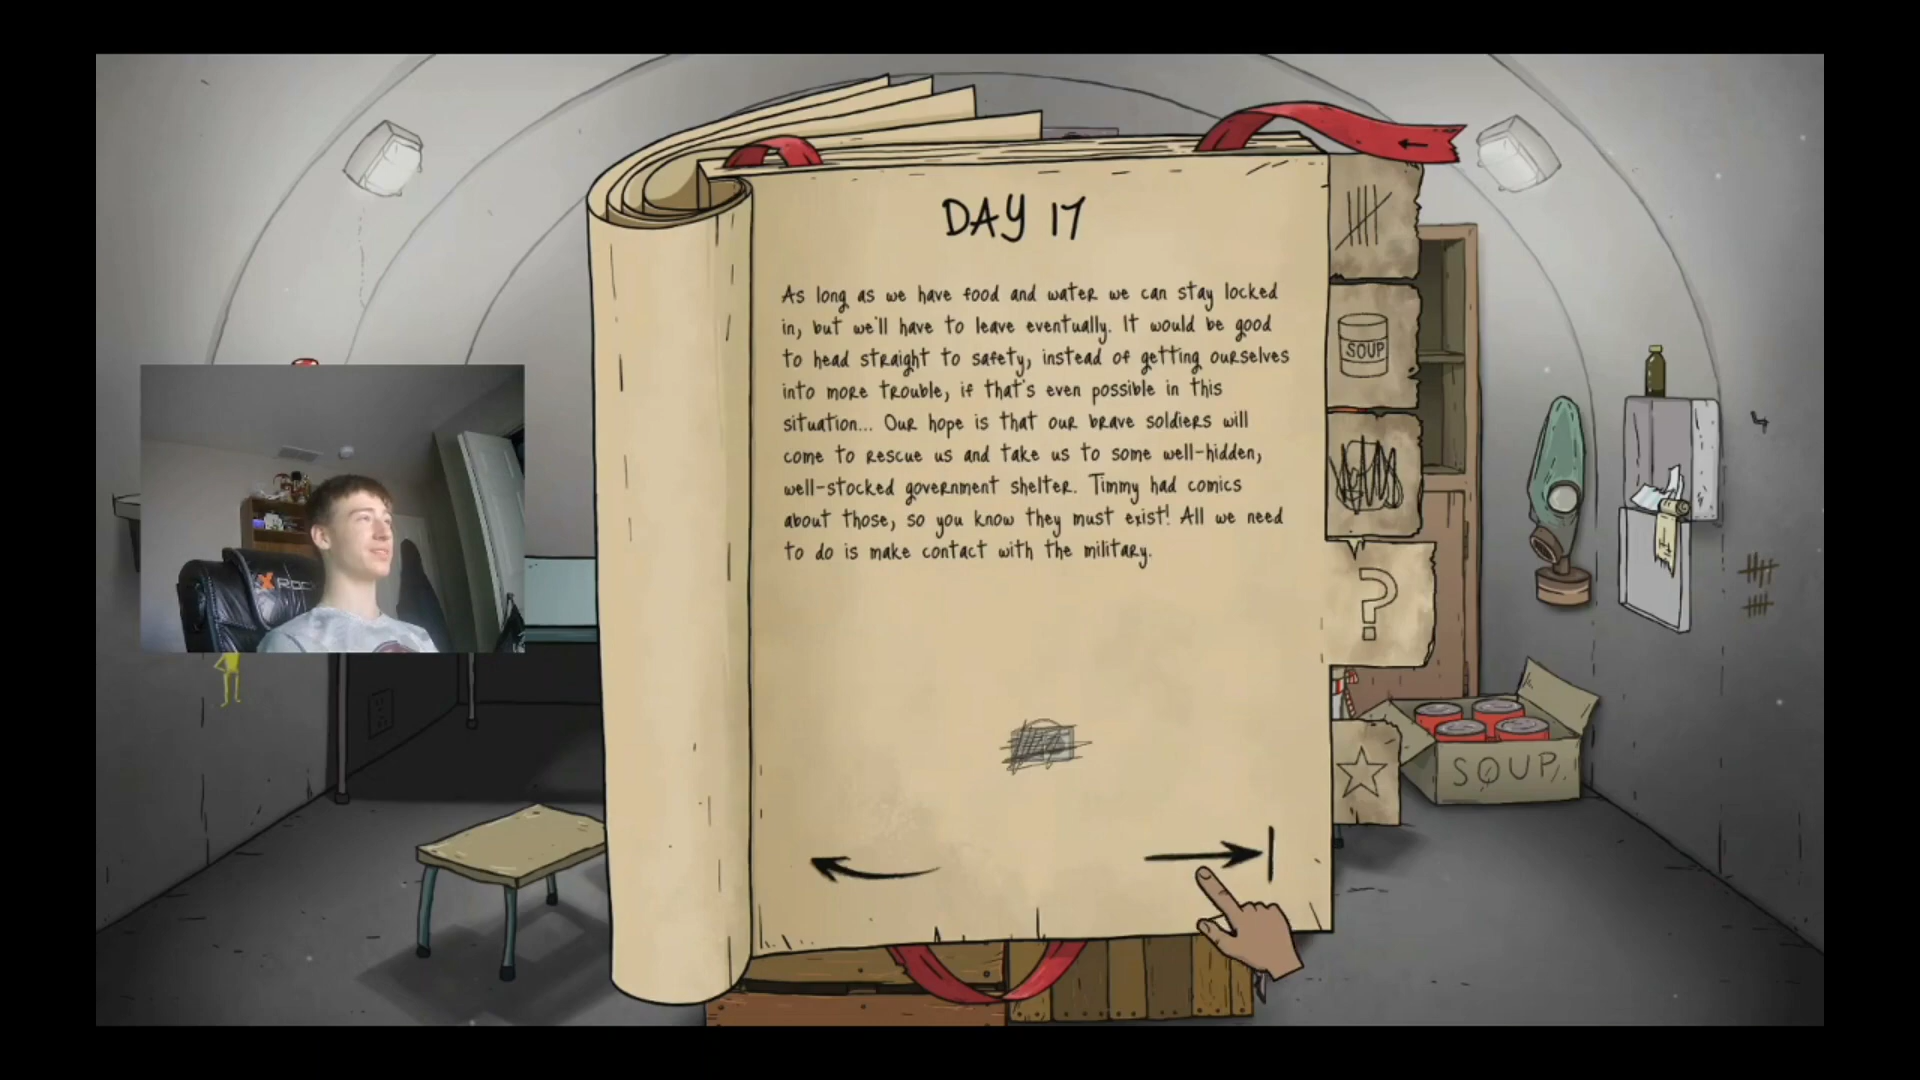 DAY 17
As long as we have food and water we can stay locked
in, but we'll have to leave eventually. It would be good
to head straight to safety, instead of getting ourselves
into more trouble, if that's even possible in this
situation... Our hope is that our brave soldiers will
come to rescue us and take us to some well-hidden,
well-stocked government shelter. Timmy had comics
about those, so you know they must exist! All we need
to do is make contact with the military.
SOUP
?
SOUP
X ROC